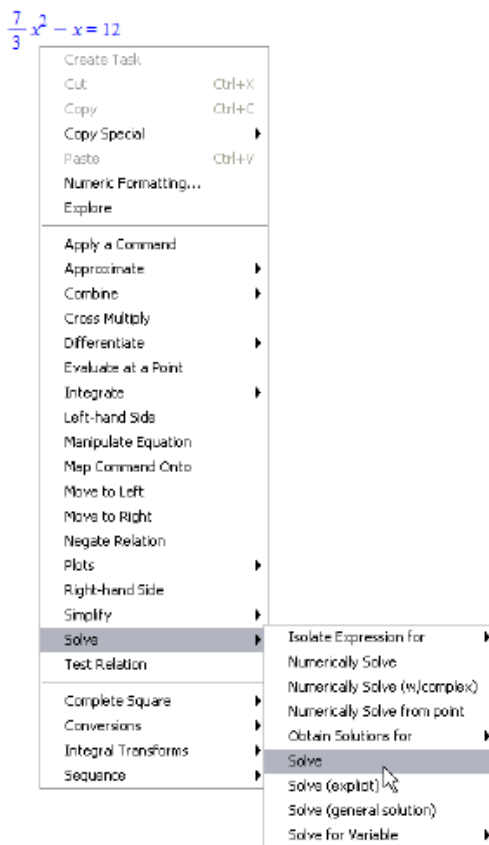 7/3 x² − x = 12
Create Task
Cut Ctrl+X
Copy Ctrl+C
Copy Special
Paste Ctrl+V
Numeric Formatting...
Explore
Apply a Command
Approximate
Combine
Cross Multiply
Differentiate
Evaluate at a Point
Integrate
Left-hand Side
Manipulate Equation
Map Command Onto
Move to Left
Move to Right
Negate Relation
Plots
Right-hand Side
Simplify
Solve
Test Relation
Complete Square
Conversions
Integral Transforms
Sequence
Isolate Expression for
Numerically Solve
Numerically Solve (w/complex)
Numerically Solve from point
Obtain Solutions for
Solve
Solve (explicit)
Solve (general solution)
Solve for Variable